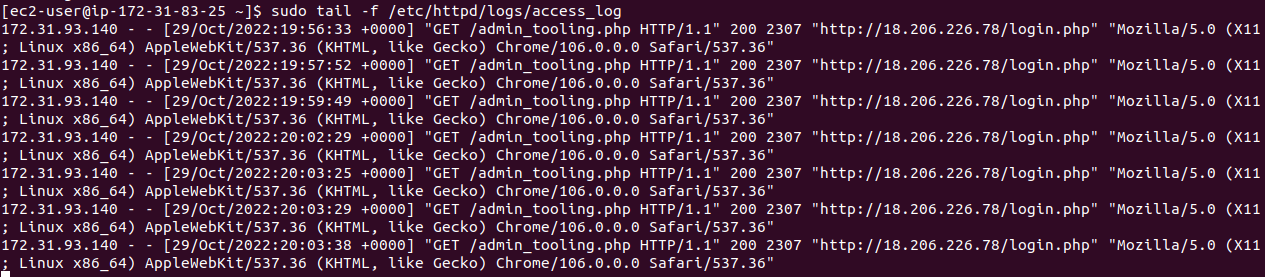 [ec2-user@ip-172-31-83-25 ~]$ sudo tail -f /etc/httpd/logs/access_log
172.31.93.140 - - [29/Oct/2022:19:56:33 +0000] "GET /admin_tooling.php HTTP/1.1" 200 2307 "http://18.206.226.78/login.php" "Mozilla/5.0 (X11
; Linux x86_64) AppleWebKit/537.36 (KHTML, like Gecko) Chrome/106.0.0.0 Safari/537.36"
172.31.93.140 - - [29/Oct/2022:19:57:52 +0000] "GET /admin_tooling.php HTTP/1.1" 200 2307 "http://18.206.226.78/login.php" "Mozilla/5.0 (X11
; Linux x86_64) AppleWebKit/537.36 (KHTML, like Gecko) Chrome/106.0.0.0 Safari/537.36"
172.31.93.140 - - [29/Oct/2022:19:59:49 +0000] "GET /admin_tooling.php HTTP/1.1" 200 2307 "http://18.206.226.78/login.php" "Mozilla/5.0 (X11
; Linux x86_64) AppleWebKit/537.36 (KHTML, like Gecko) Chrome/106.0.0.0 Safari/537.36"
172.31.93.140 - - [29/Oct/2022:20:02:29 +0000] "GET /admin_tooling.php HTTP/1.1" 200 2307 "http://18.206.226.78/login.php" "Mozilla/5.0 (X11
; Linux x86_64) AppleWebKit/537.36 (KHTML, like Gecko) Chrome/106.0.0.0 Safari/537.36"
172.31.93.140 - - [29/Oct/2022:20:03:25 +0000] "GET /admin_tooling.php HTTP/1.1" 200 2307 "http://18.206.226.78/login.php" "Mozilla/5.0 (X11
; Linux x86_64) AppleWebKit/537.36 (KHTML, like Gecko) Chrome/106.0.0.0 Safari/537.36"
172.31.93.140 - - [29/Oct/2022:20:03:29 +0000] "GET /admin_tooling.php HTTP/1.1" 200 2307 "http://18.206.226.78/login.php" "Mozilla/5.0 (X11
; Linux x86_64) AppleWebKit/537.36 (KHTML, like Gecko) Chrome/106.0.0.0 Safari/537.36"
172.31.93.140 - - [29/Oct/2022:20:03:38 +0000] "GET /admin_tooling.php HTTP/1.1" 200 2307 "http://18.206.226.78/login.php" "Mozilla/5.0 (X11
; Linux x86_64) AppleWebKit/537.36 (KHTML, like Gecko) Chrome/106.0.0.0 Safari/537.36"